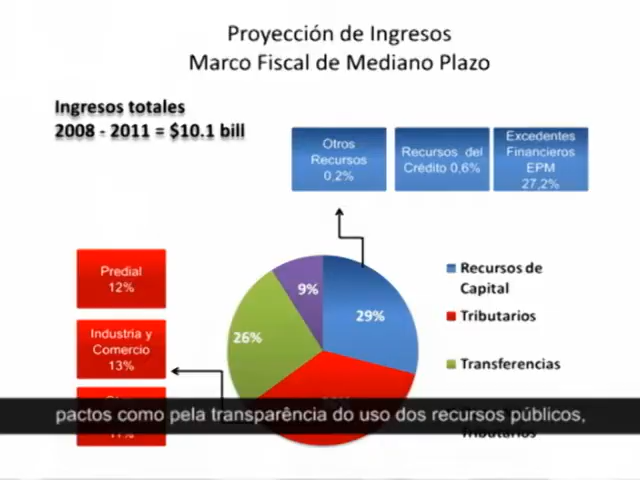 Proyección de Ingresos
Marco Fiscal de Mediano Plazo
Ingresos totales
2008 - 2011 = $10.1 bill
Otros
Recursos
0,2%
Recursos del
Crédito 0,6%
Excedentes
Financieros
EPM
27,2%
Predial
12%
Industria y
Comercio
13%
9%
29%
26%
Recursos de
Capital
Tributarios
Transferencias
Tributarios
pactos como pela transparência do uso dos recursos públicos,